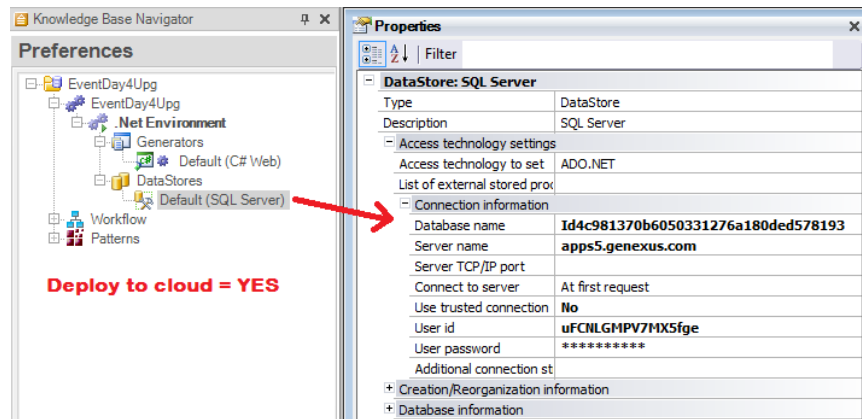 Knowledge Base Navigator
Preferences
EventDay4Upg
EventDay4Upg
.Net Environment
Generators
Default (C# Web)
DataStores
Default (SQL Server)
Workflow
Patterns
Deploy to cloud = YES
Properties
Filter
DataStore: SQL Server
Type DataStore
Description SQL Server
Access technology settings
Access technology to set ADO.NET
List of external stored proc
Connection information
Database name Id4c981370b6050331276a180ded578193
Server name apps5.genexus.com
Server TCP/IP port
Connect to server At first request
Use trusted connection No
User id uFCNLGMPV7MX5fge
User password **********
Additional connection st
Creation/Reorganization information
Database information